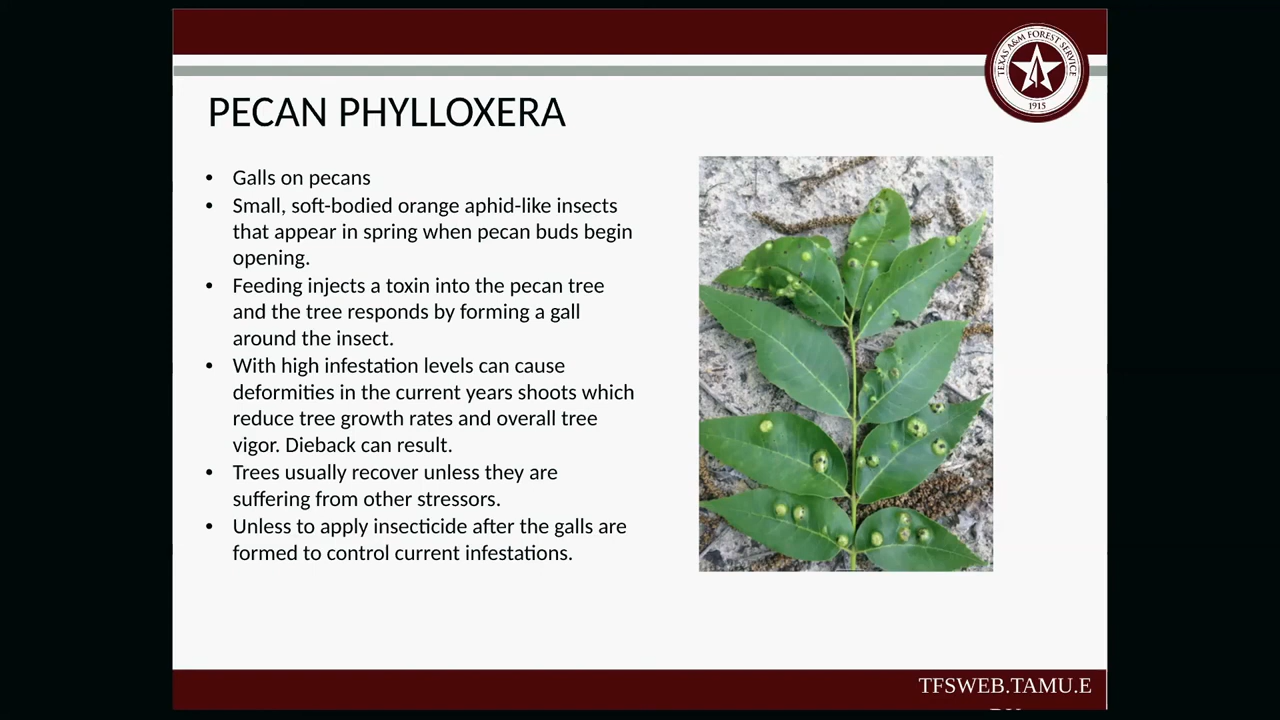 TEXAS A&M FOREST SERVICE
1915
PECAN PHYLLOXERA
• Galls on pecans
• Small, soft-bodied orange aphid-like insects
that appear in spring when pecan buds begin
opening.
• Feeding injects a toxin into the pecan tree
and the tree responds by forming a gall
around the insect.
• With high infestation levels can cause
deformities in the current years shoots which
reduce tree growth rates and overall tree
vigor. Dieback can result.
• Trees usually recover unless they are
suffering from other stressors.
• Unless to apply insecticide after the galls are
formed to control current infestations.
TFSWEB.TAMU.E